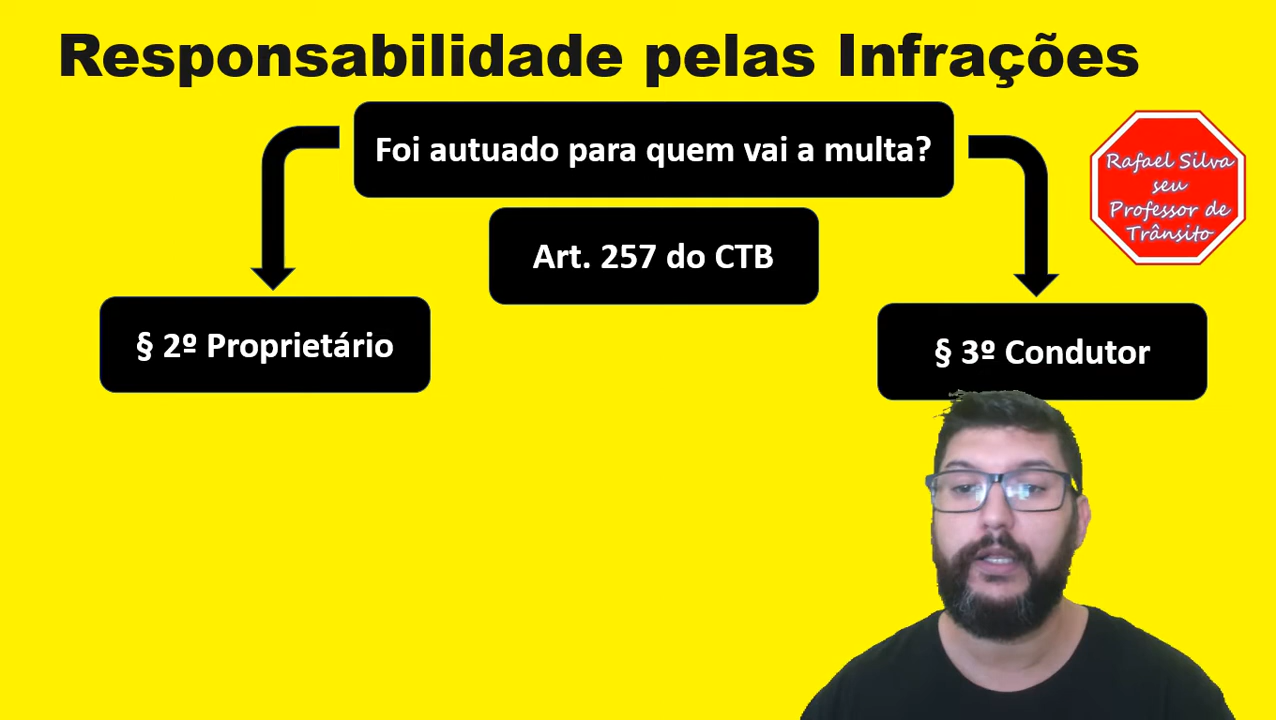 Responsabilidade pelas Infrações
Foi autuado para quem vai a multa?
Rafael Silva
seu
Professor de
Trânsito
Art. 257 do CTB
§ 2º Proprietário
§ 3º Condutor